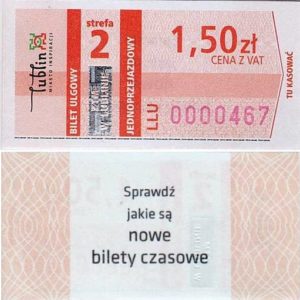 Lublin
MIASTO INSPIRACJI
BILET ULGOWY
strefa
2
W LUBLINIE
JEDNOPRZEJAZDOWY
1,50zł
CENA Z VAT
LLU 0000467
TU KASOWAĆ
Sprawdź
jakie są
nowe
bilety czasowe